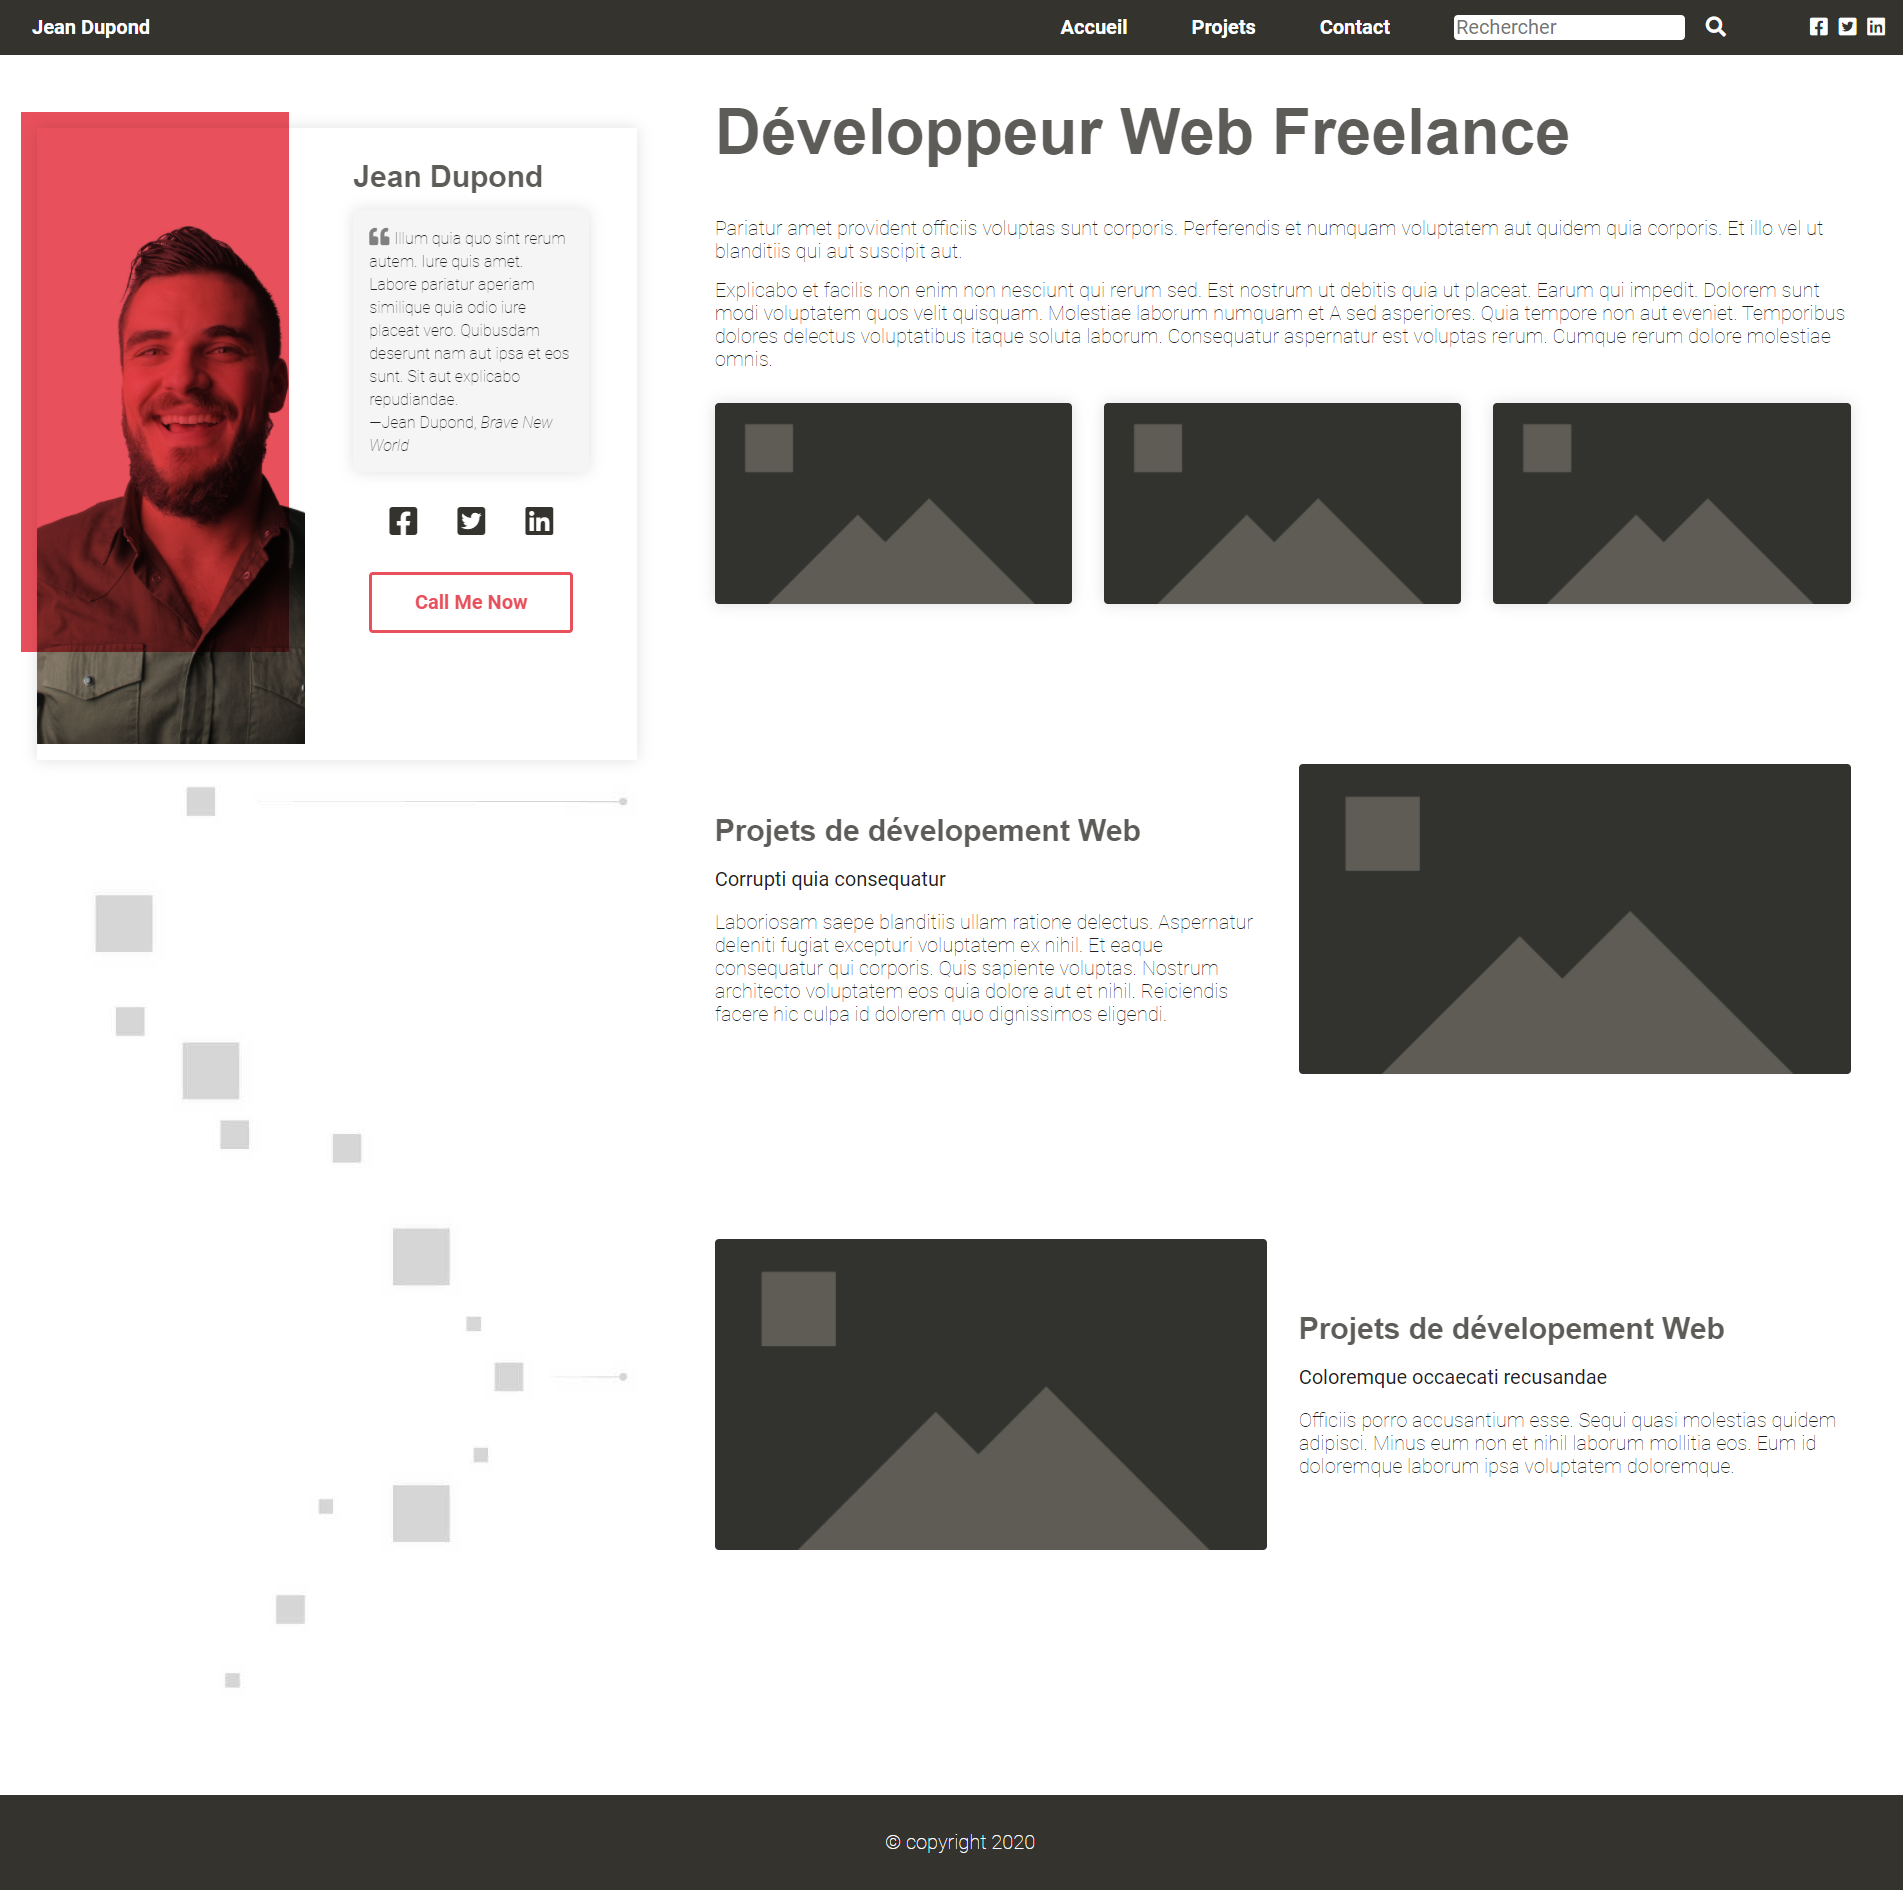 Jean Dupond
Accueil
Projets
Contact
Rechercher
Jean Dupond
Illum quia quo sint rerum
autem. Iure quis amet.
Labore pariatur aperiam
similique quia odio iure
placeat vero. Quibusdam
deserunt nam aut ipsa et eos
sunt. Sit aut explicabo
repudiandae.
—Jean Dupond, Brave New
World
Call Me Now
Développeur Web Freelance
Pariatur amet provident officiis voluptas sunt corporis. Perferendis et numquam voluptatem aut quidem quia corporis. Et illo vel ut
blanditiis qui aut suscipit aut.
Explicabo et facilis non enim non nesciunt qui rerum sed. Est nostrum ut debitis quia ut placeat. Earum qui impedit. Dolorem sunt
modi voluptatem quos velit quisquam. Molestiae laborum numquam et A sed asperiores. Quia tempore non aut eveniet. Temporibus
dolores delectus voluptatibus itaque soluta laborum. Consequatur aspernatur est voluptas rerum. Cumque rerum dolore molestiae
omnis.
Projets de dévelopement Web
Corrupti quia consequatur
Laboriosam saepe blanditiis ullam ratione delectus. Aspernatur
deleniti fugiat excepturi voluptatem ex nihil. Et eaque
consequatur qui corporis. Quis sapiente voluptas. Nostrum
architecto voluptatem eos quia dolore aut et nihil. Reiciendis
facere hic culpa id dolorem quo dignissimos eligendi.
Projets de dévelopement Web
Coloremque occaecati recusandae
Officiis porro accusantium esse. Sequi quasi molestias quidem
adipisci. Minus eum non et nihil laborum mollitia eos. Eum id
doloremque laborum ipsa voluptatem doloremque.
© copyright 2020